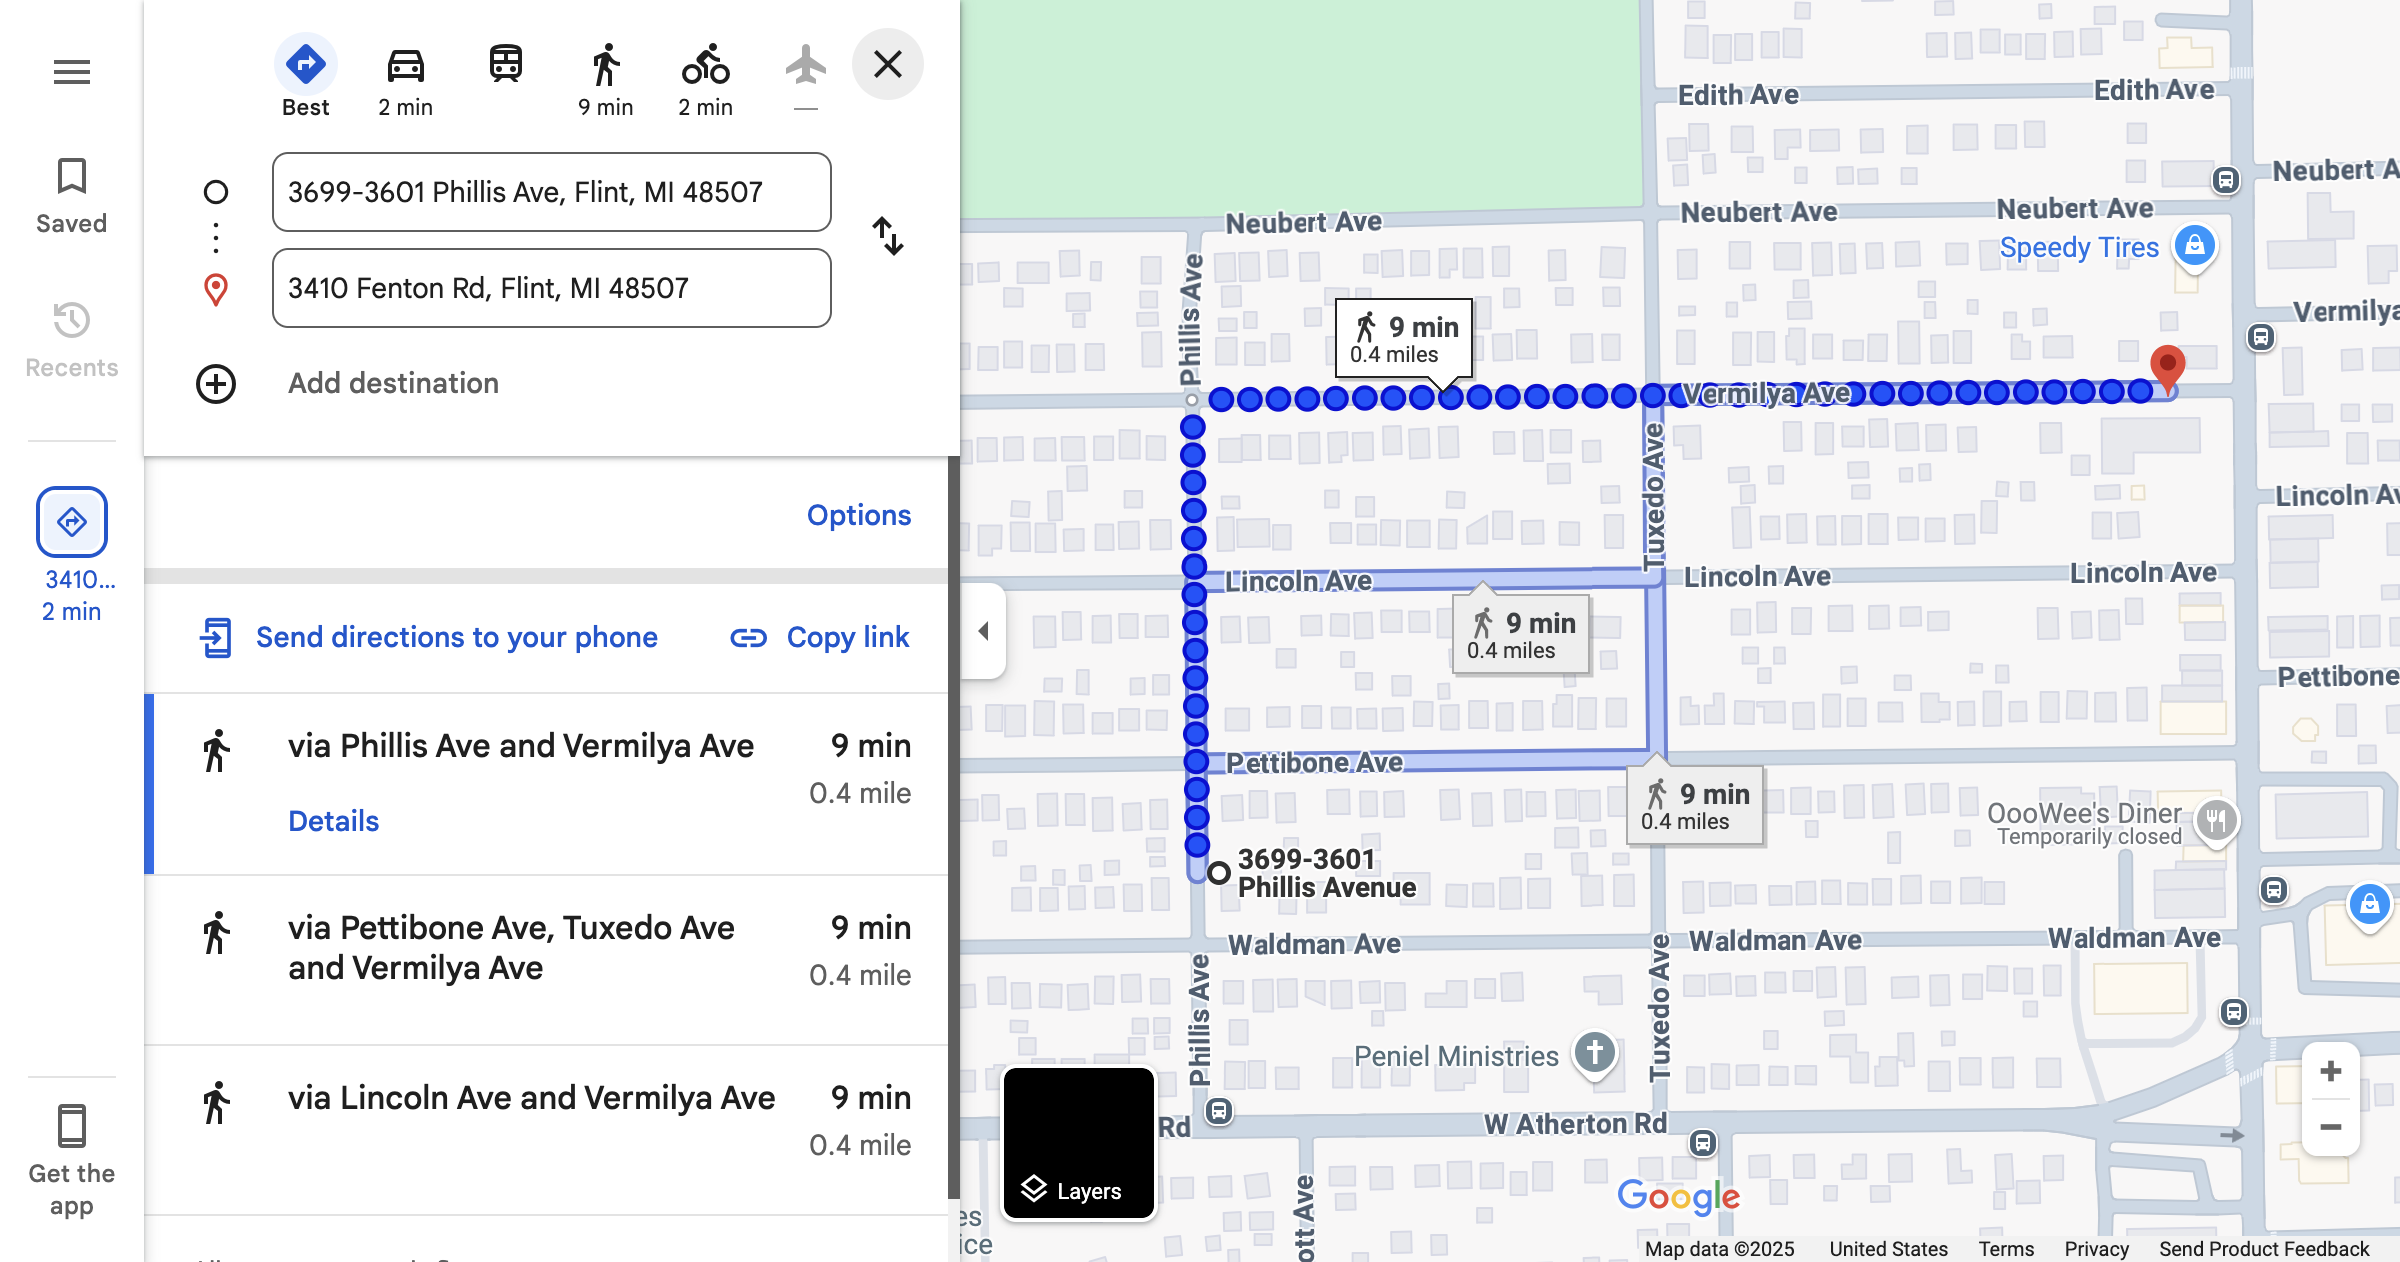 Best
2 min
9 min
2 min
—
Saved
Recents
3410...
2 min
Get the
app
3699-3601 Phillis Ave, Flint, MI 48507
3410 Fenton Rd, Flint, MI 48507
Add destination
Options
Send directions to your phone
Copy link
via Phillis Ave and Vermilya Ave
9 min
0.4 mile
Details
via Pettibone Ave, Tuxedo Ave
and Vermilya Ave
9 min
0.4 mile
via Lincoln Ave and Vermilya Ave
9 min
0.4 mile
Edith Ave
Edith Ave
Neubert A
Neubert Ave
Neubert Ave
Neubert Ave
Speedy Tires
Phillis Ave
Vermilya
9 min
0.4 miles
Vermilya Ave
Tuxedo Ave
Lincoln Av
Lincoln Ave
Lincoln Ave
Lincoln Ave
9 min
0.4 miles
Pettibone
Pettibone Ave
9 min
0.4 miles
OooWee's Diner
Temporarily closed
3699-3601
Phillis Avenue
Waldman Ave
Waldman Ave
Waldman Ave
Phillis Ave
Tuxedo Ave
Peniel Ministries
Rd
W Atherton Rd
Layers
Google
es
ice
ott Ave
Map data ©2025
United States
Terms
Privacy
Send Product Feedback